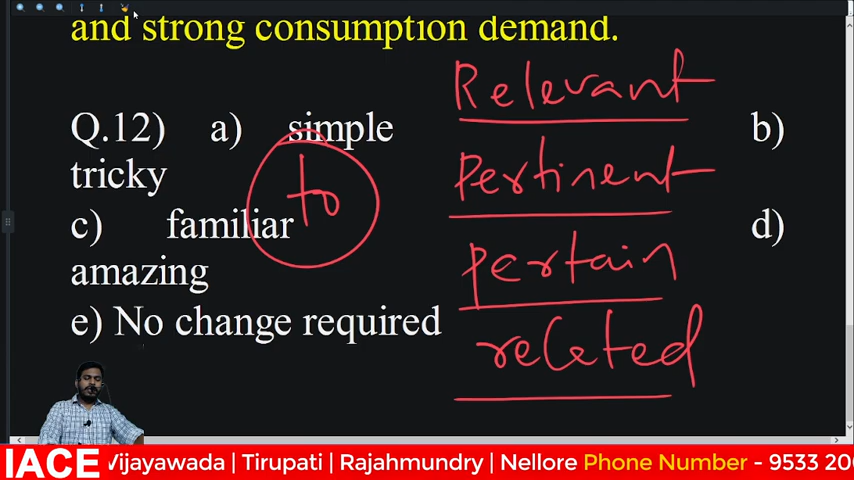 and strong consumption demand.
Relevant
Q.12) a) simple b)
tricky
Pertinent
to
c) familiar d)
pertain
amazing
e) No change required
related
IACE Vijayawada | Tirupati | Rajahmundry | Nellore Phone Number - 9533 20